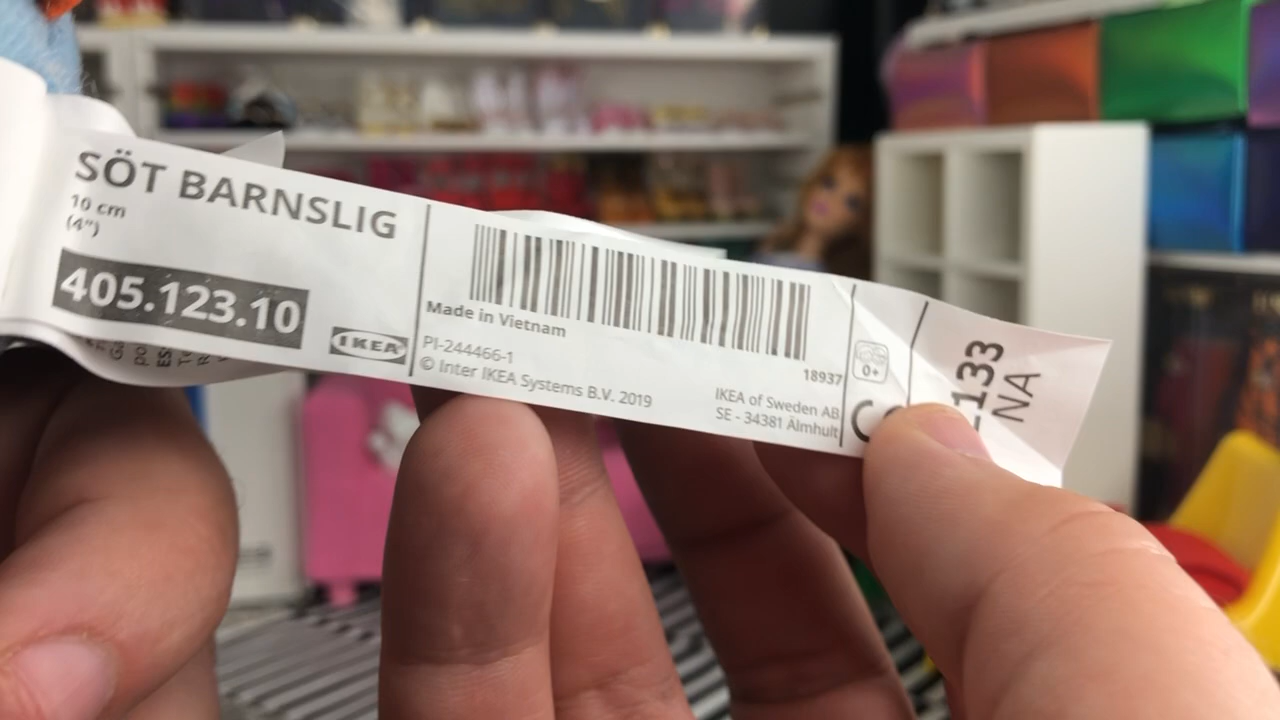 SÖT BARNSLIG
10 cm
(4")
405.123.10
IKEA
Made in Vietnam
PI-244466-1
© Inter IKEA Systems B.V. 2019
18937
IKEA of Sweden AB
SE - 34381 Älmhult
0+
133
NA